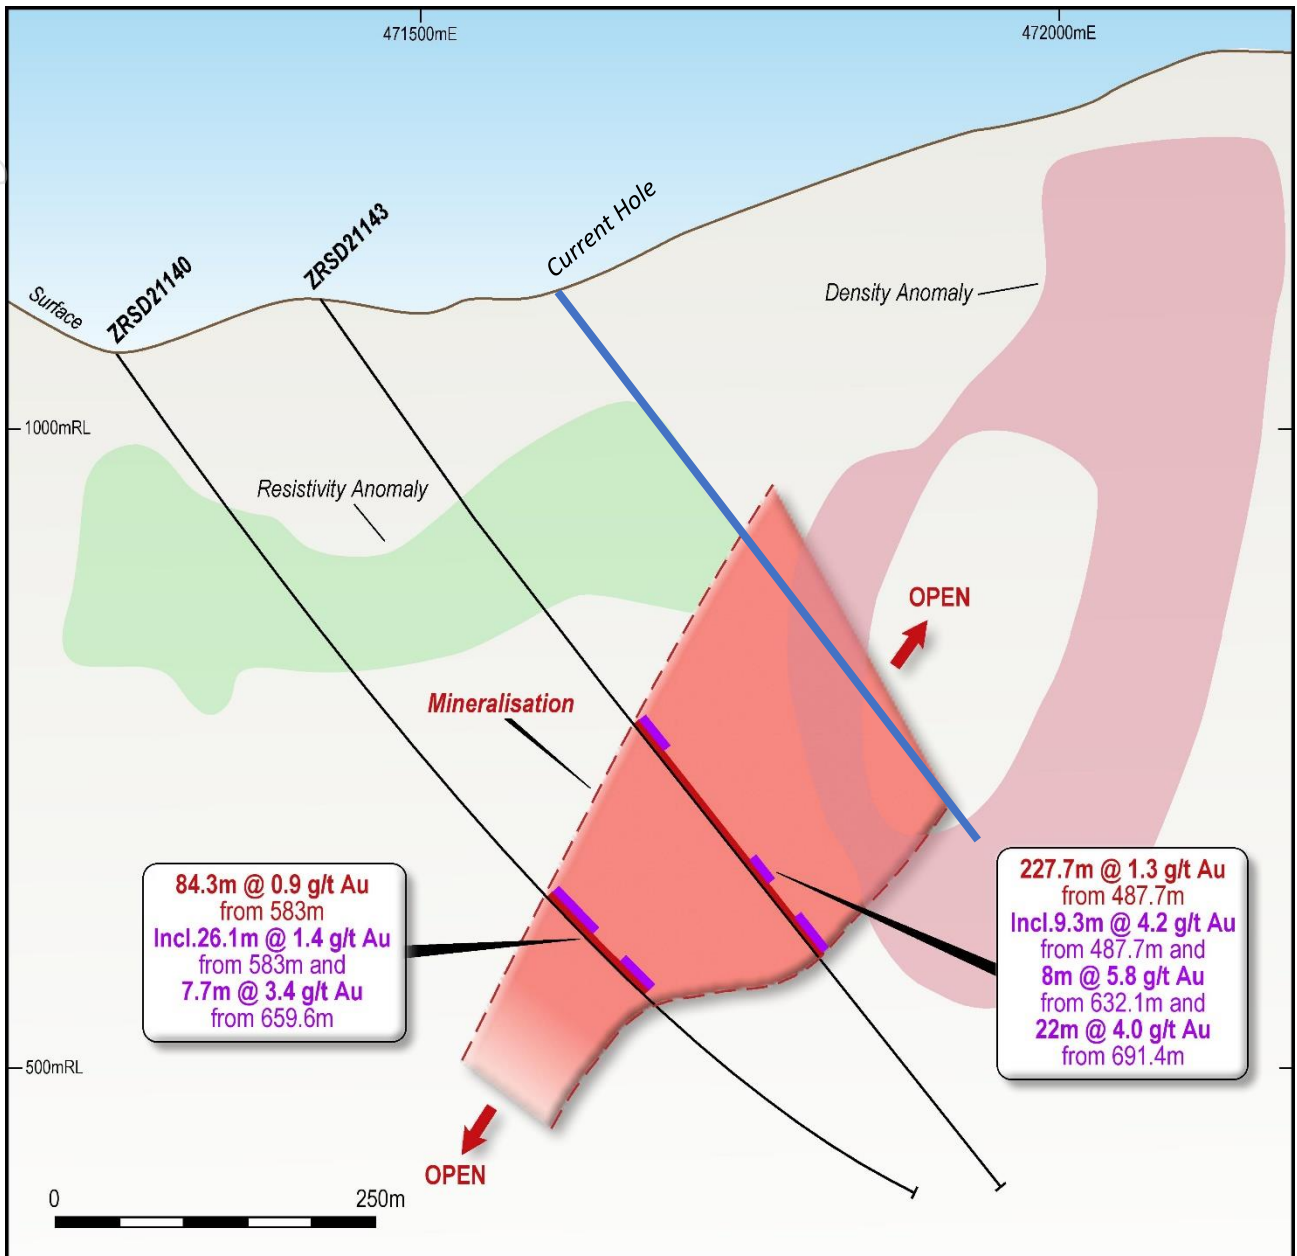 471500mE
472000mE
Surface
ZRSD21140
ZRSD21143
Current Hole
Density Anomaly
1000mRL
Resistivity Anomaly
OPEN
Mineralisation
84.3m @ 0.9 g/t Au
from 583m
Incl.26.1m @ 1.4 g/t Au
from 583m and
7.7m @ 3.4 g/t Au
from 659.6m
227.7m @ 1.3 g/t Au
from 487.7m
Incl.9.3m @ 4.2 g/t Au
from 487.7m and
8m @ 5.8 g/t Au
from 632.1m and
22m @ 4.0 g/t Au
from 691.4m
500mRL
OPEN
0
250m